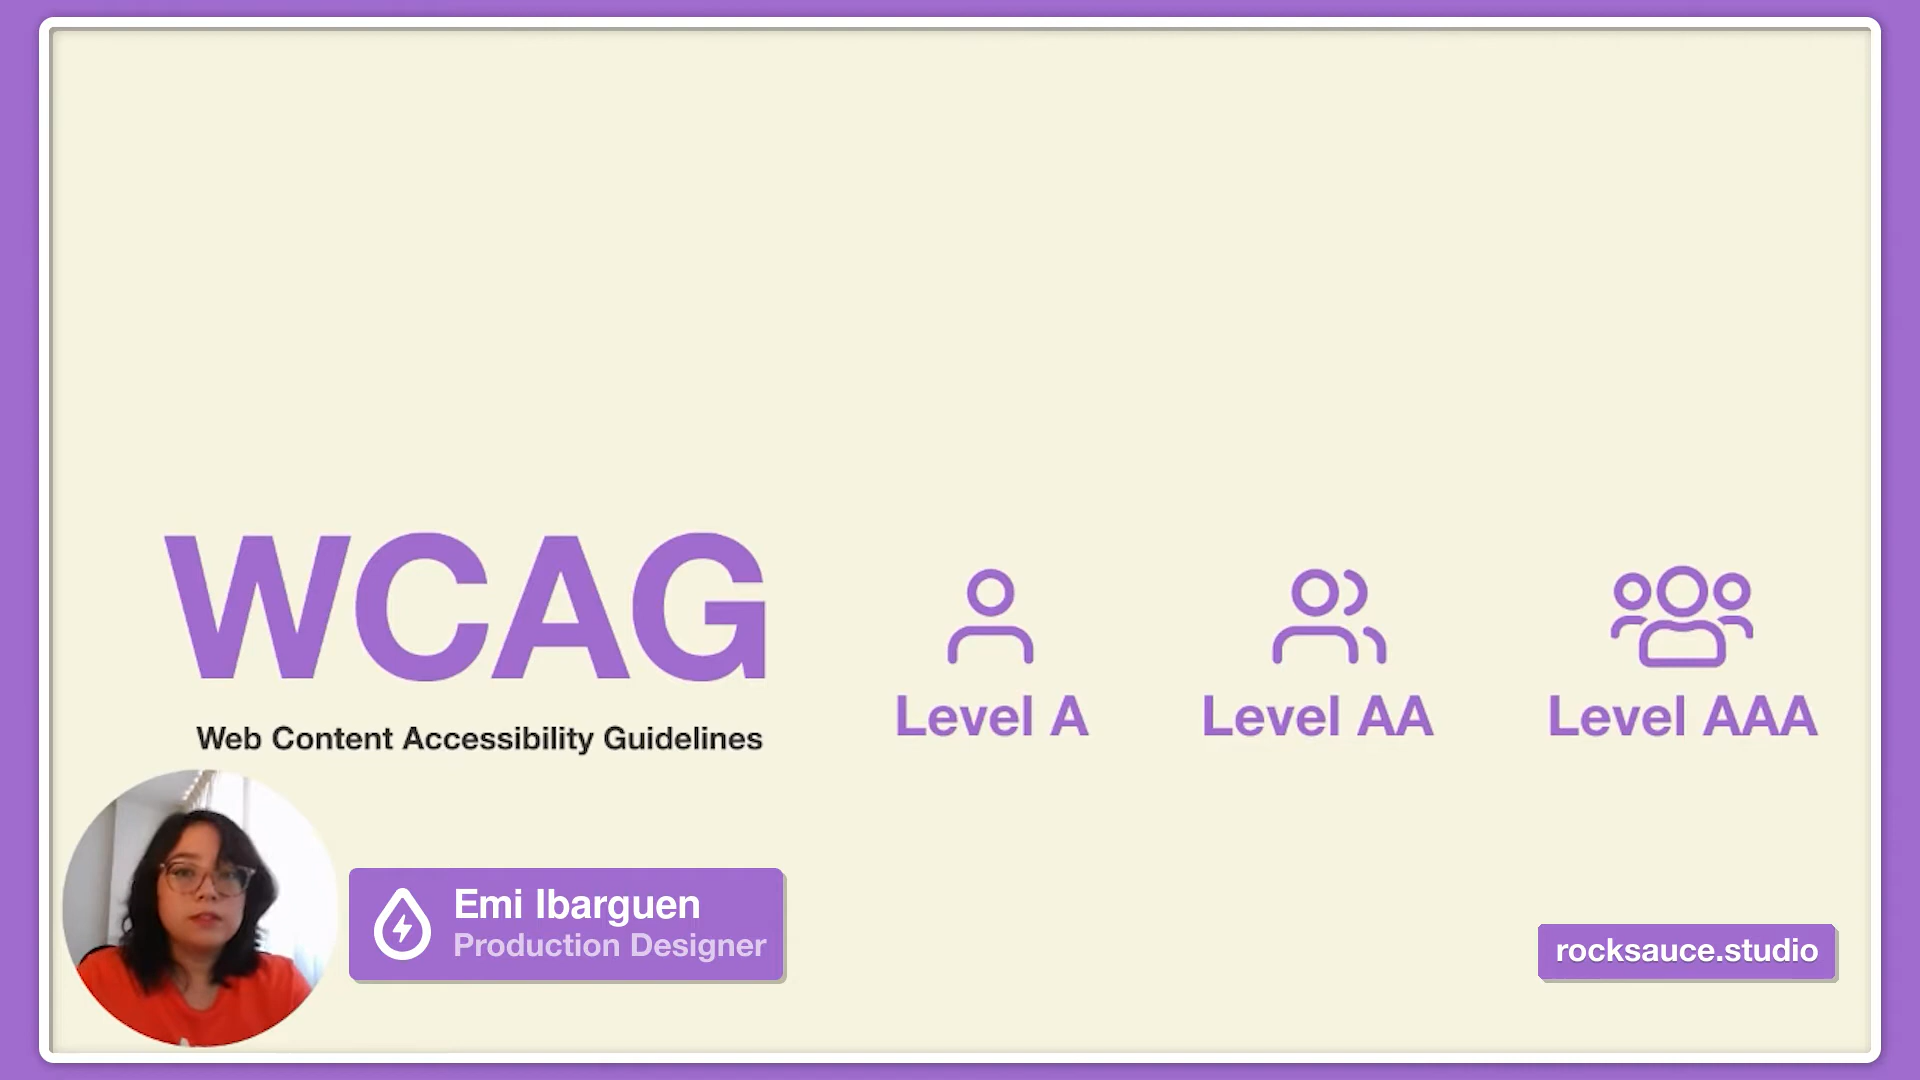 WCAG
Web Content Accessibility Guidelines
Level A
Level AA
Level AAA
Emi Ibarguen
Production Designer
rocksauce.studio